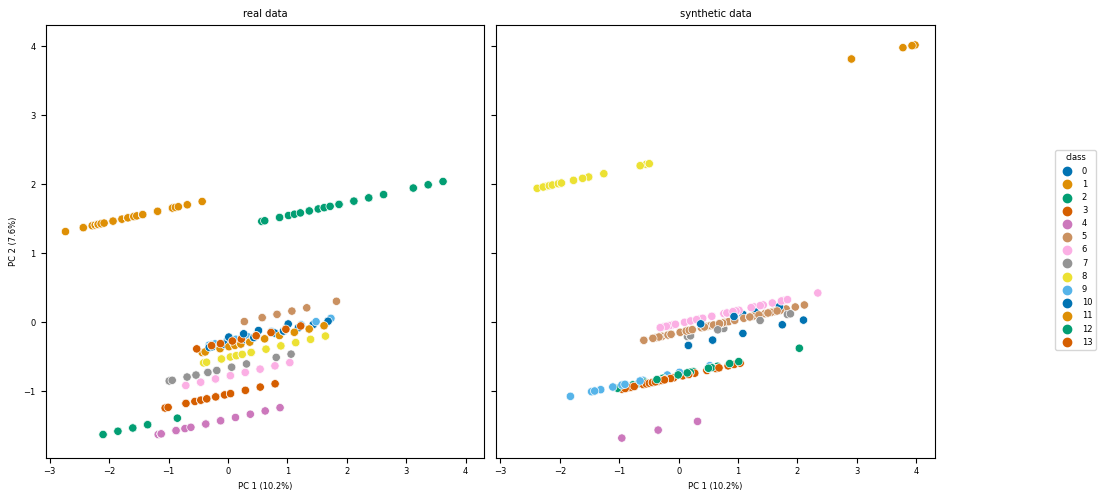 real data
synthetic data
4
3
2
1
0
−1
PC 2 (7.6%)
−3 −2 −1 0 1 2 3 4
−3 −2 −1 0 1 2 3 4
PC 1 (10.2%)
PC 1 (10.2%)
class
0
1
2
3
4
5
6
7
8
9
10
11
12
13